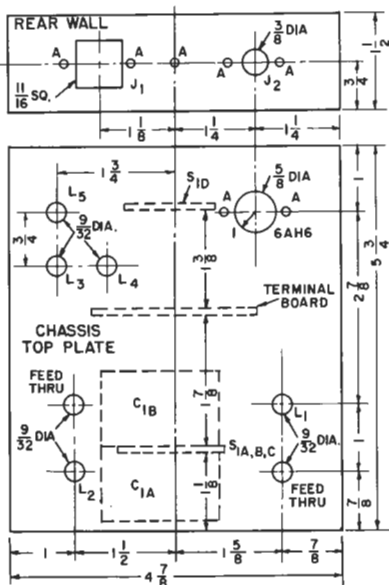 REAR WALL
3/8 DIA
A A A A A
11/16 SQ.
J1 J2
1 1/8 1 1/4 1 1/4
3/4
1 1/2
1 3/4
S1D
5/8 DIA
A A
L5
9/32 DIA.
3/4
1
6AH6
L3 L4
1 3/8
TERMINAL
BOARD
CHASSIS
TOP PLATE
1
2 7/8
5 3/4
FEED
THRU
C1B
1 7/8
L1
9/32 DIA
S1A,B,C
9/32 DIA.
L2
C1A
1 1/8
FEED
THRU
1
7/8
1 1 1/2 1 5/8 7/8
4 7/8